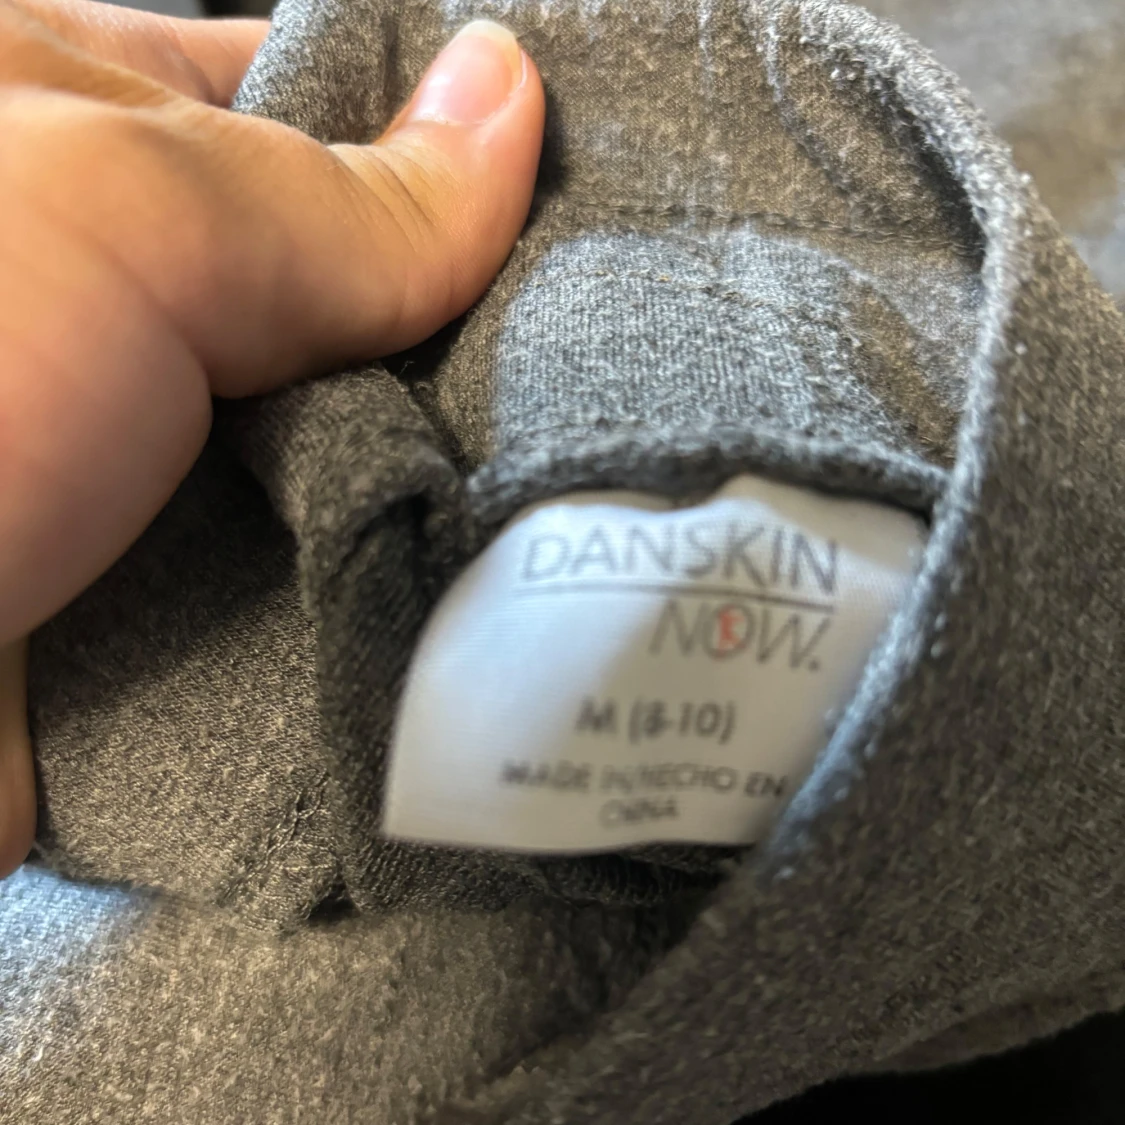 DANSKIN
NOW.
M (8-10)
MADE IN/HECHO EN
CHINA